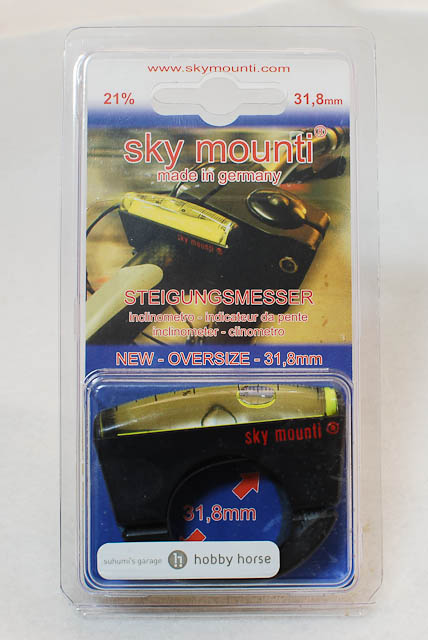 www.skymounti.com
21% 31,8mm
sky mounti®
made in germany
sky mounti ®
STEIGUNGSMESSER
inclinometro - indicateur da pente
inclinometer - clinometro
NEW - OVERSIZE - 31,8mm
sky mounti ®
31,8mm
suhumi's garage h hobby horse